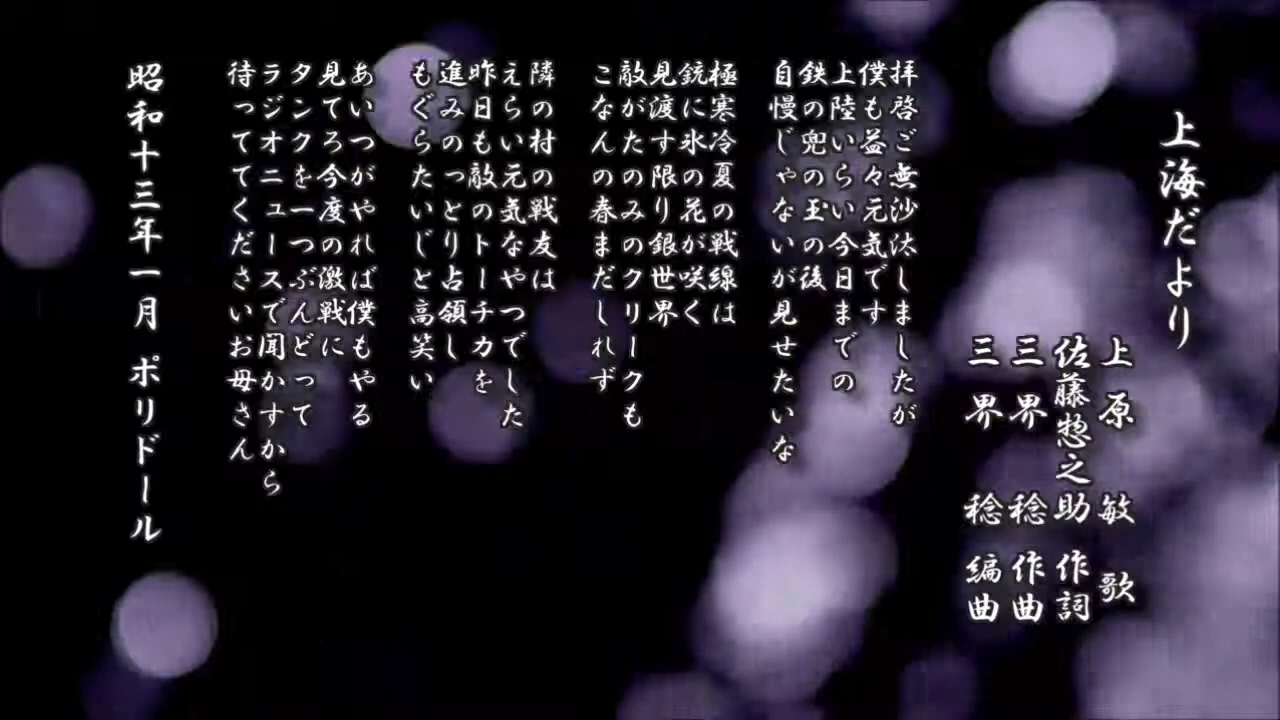 上海だより
上原敏 歌
佐藤惣之助 作詞
三界稔 作曲
三界稔 編曲
拝啓ご無沙汰しましたが
僕も益々元気です
上陸いらい今日までの
鉄の兜の玉の後
自慢じゃないが見せたいな
極寒冷夏の戦線は
銃に氷の花が咲く
見渡す限り銀世界
敵がたのみのクリークも
こなんの春まだしれず
隣の村の戦友は
えらい元気なやつでした
昨日も敵のトーチカを
進みのっとり占領し
もぐらたいじと高笑い
あいつがやれば僕もやる
見てろ今度の激戦に
タンクを一つぶんどって
ラジオニュースで聞かすから
待っててくださいお母さん
昭和十三年一月 ポリドール